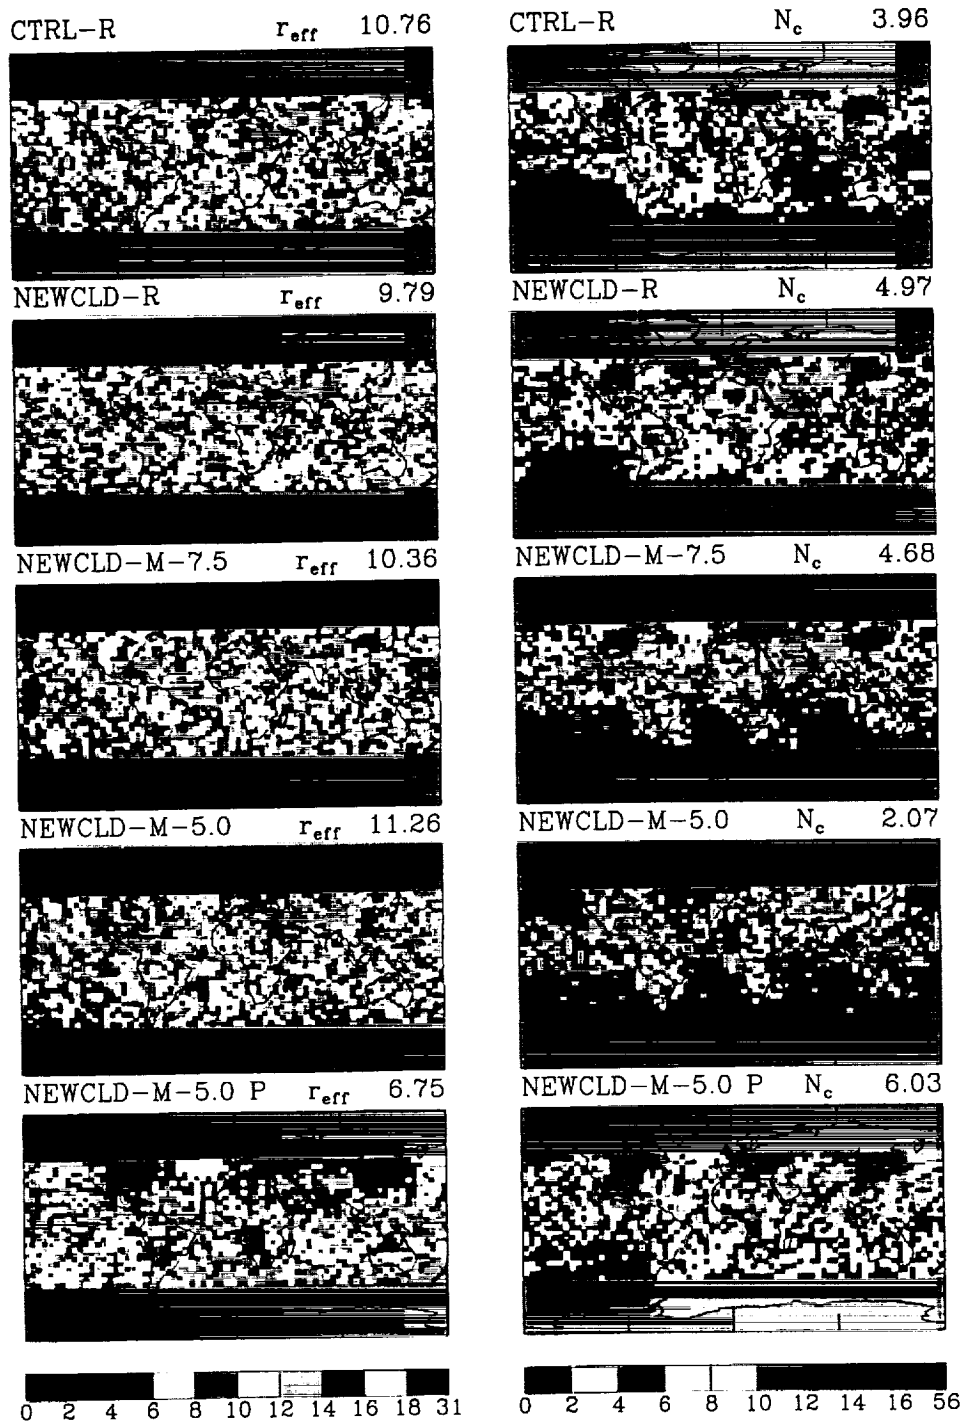 CTRL-R r_eff 10.76
CTRL-R N_c 3.96
NEWCLD-R r_eff 9.79
NEWCLD-R N_c 4.97
NEWCLD-M-7.5 r_eff 10.36
NEWCLD-M-7.5 N_c 4.68
NEWCLD-M-5.0 r_eff 11.26
NEWCLD-M-5.0 N_c 2.07
NEWCLD-M-5.0 P r_eff 6.75
NEWCLD-M-5.0 P N_c 6.03
0 2 4 6 8 10 12 14 16 18 31
0 2 4 6 8 10 12 14 16 56